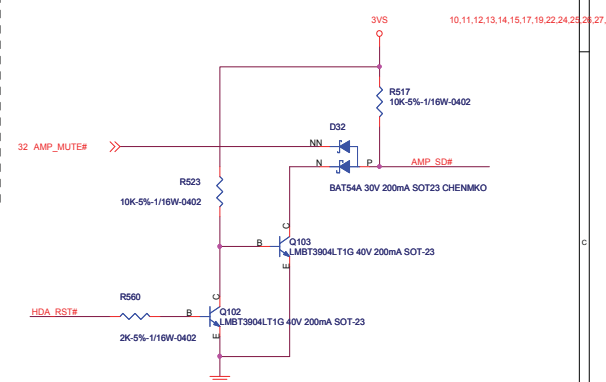 3VS
10,11,12,13,14,15,17,19,22,24,25,26,27,
R517
10K-5%-1/16W-0402
D32
32 AMP_MUTE#
NN
N
P
AMP_SD#
BAT54A 30V 200mA SOT23 CHENMKO
R523
10K-5%-1/16W-0402
C
B
Q103
LMBT3904LT1G 40V 200mA SOT-23
E
C
R560
HDA_RST#
C
B
Q102
LMBT3904LT1G 40V 200mA SOT-23
2K-5%-1/16W-0402
E